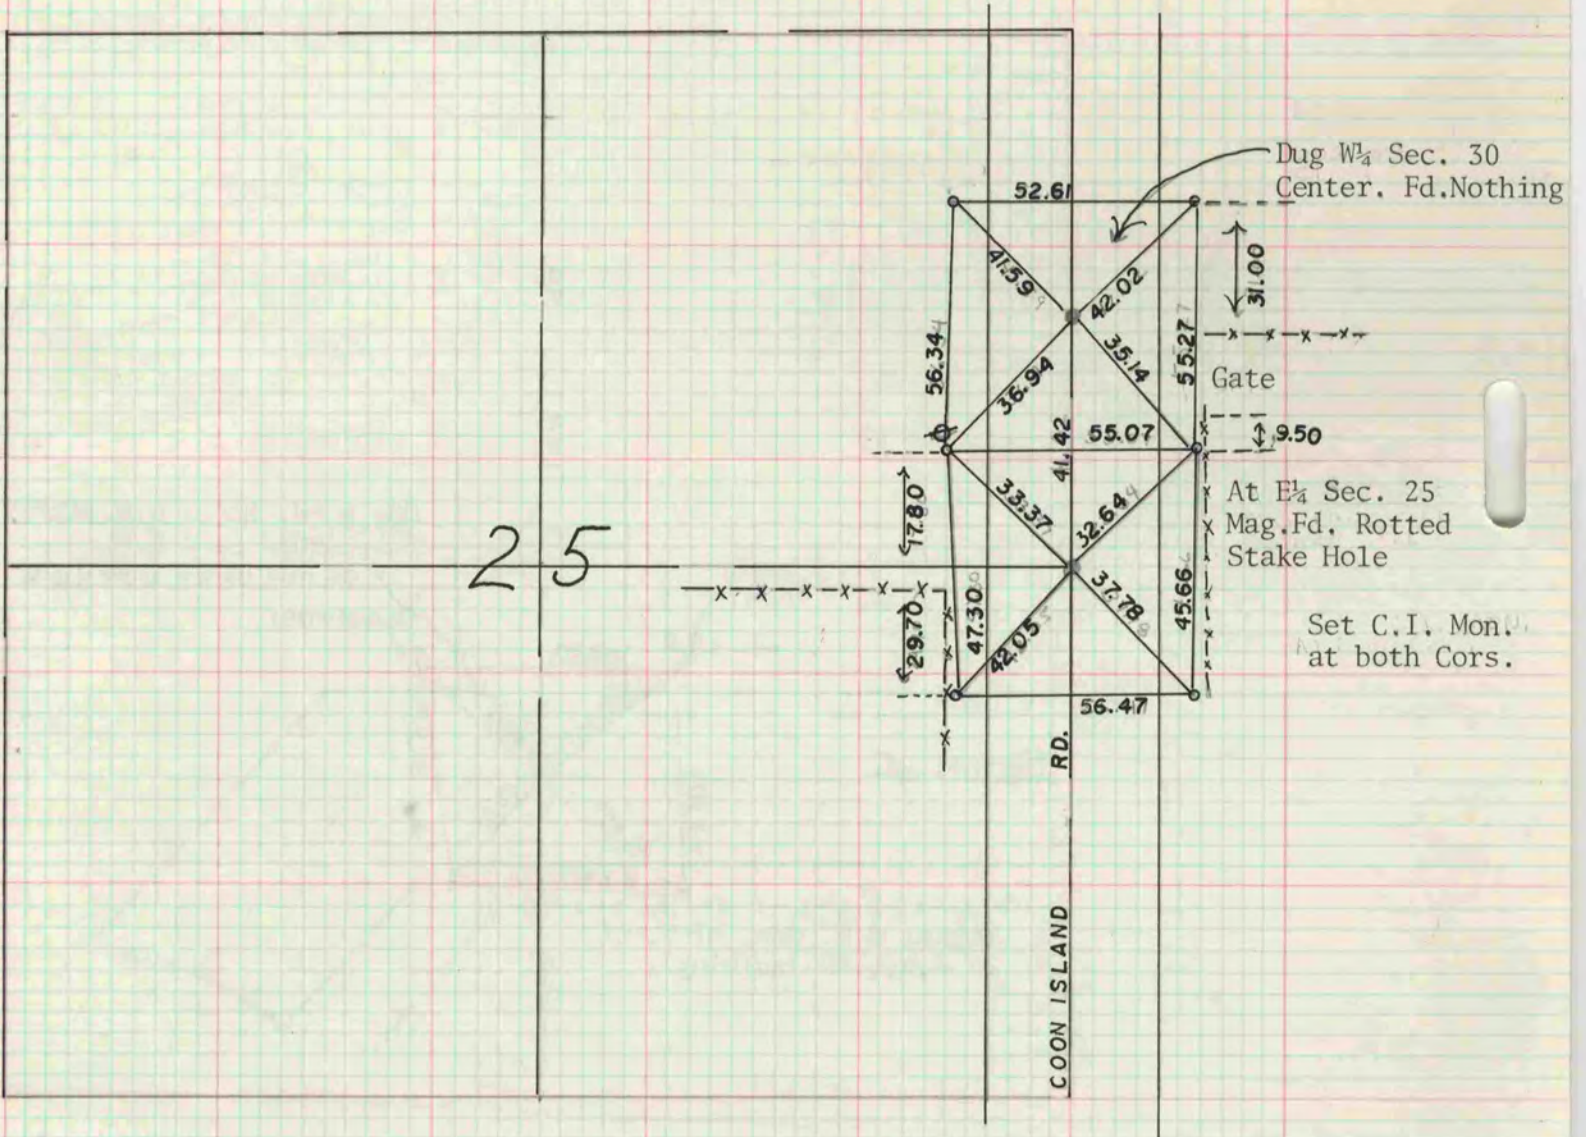 Dug W¼ Sec. 30
Center. Fd.Nothing
52.61
41.59
42.02
31.00
56.34
55.27
36.94
35.14
Gate
41.42
55.07
9.50
17.80
33.37
32.64
At E¼ Sec. 25
Mag.Fd. Rotted
Stake Hole
25
29.70
47.30
42.05
37.78
45.66
Set C.I. Mon.
at both Cors.
56.47
COON ISLAND RD.